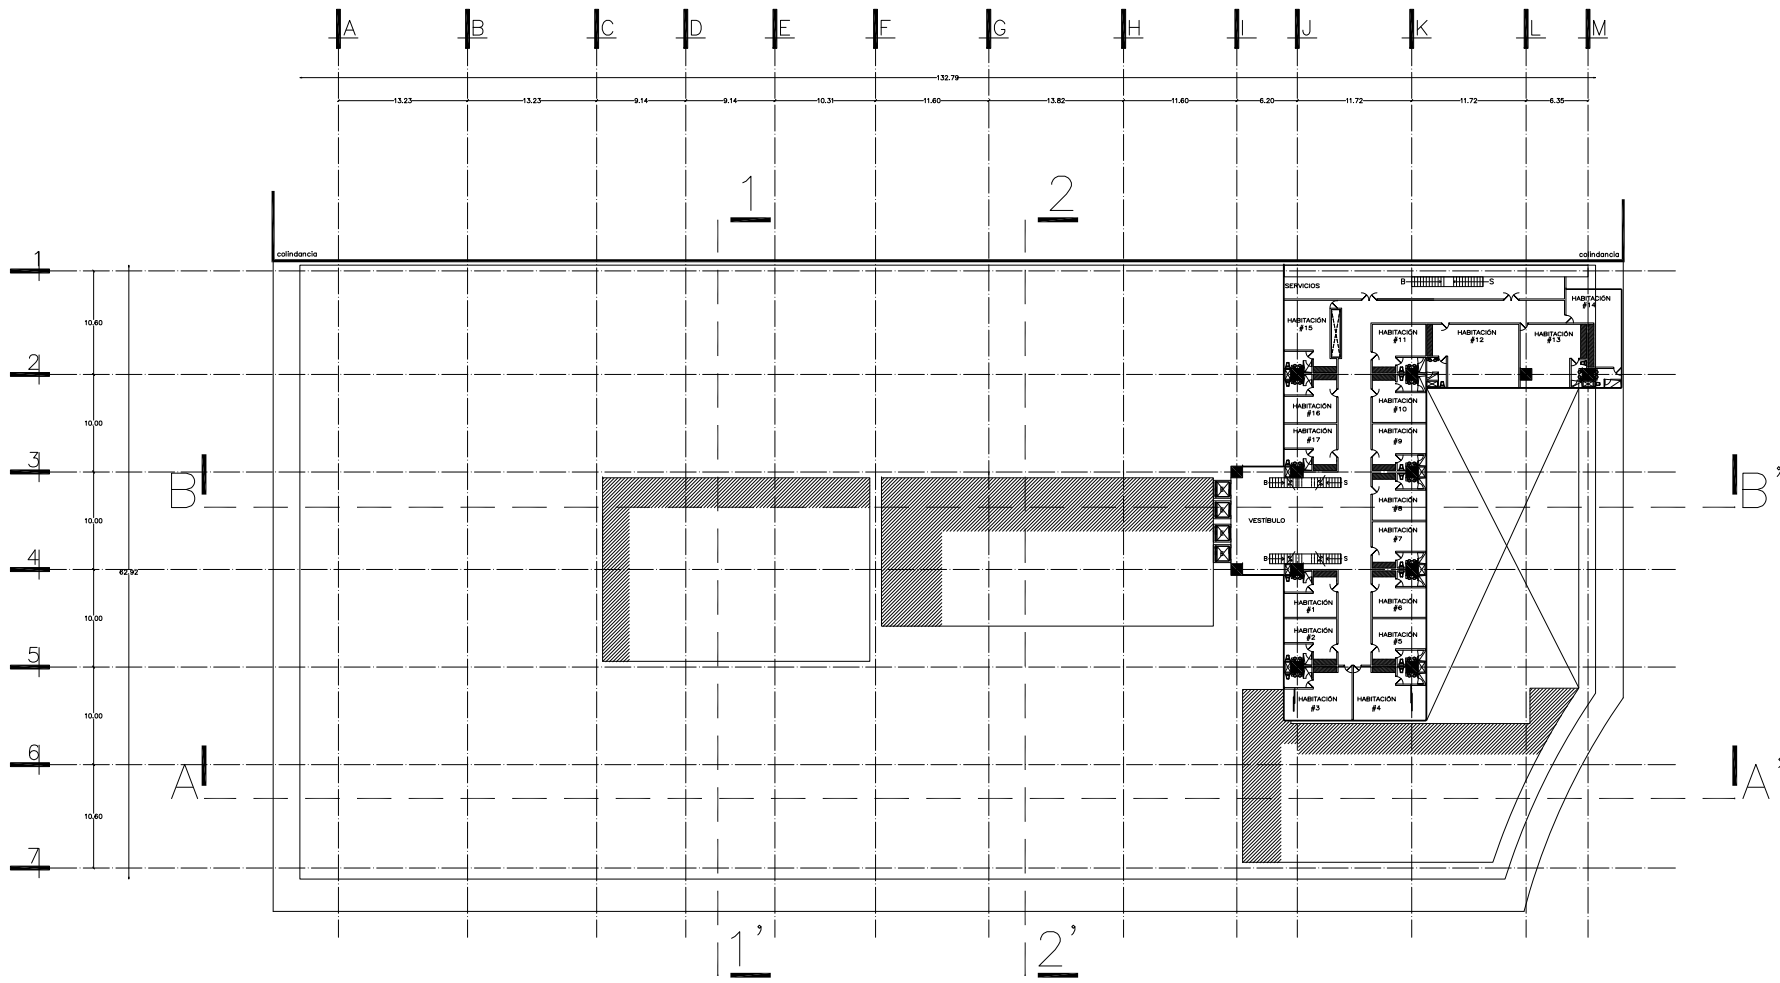 A B C D E F G H I J K L M
132.79
13.23 13.23 9.14 9.14 10.31 11.60 13.82 11.60 6.20 11.72 11.72 6.35
1 2
colindancia colindancia
1
SERVICIOS B S
HABITACIÓN
#14
10.60
HABITACIÓN
#15
HABITACIÓN
#11
HABITACIÓN
#12
HABITACIÓN
#13
2
HABITACIÓN
#16
HABITACIÓN
#10
10.00
HABITACIÓN
#17
HABITACIÓN
#9
3
B B'
B S
HABITACIÓN
#8
10.00
VESTÍBULO
HABITACIÓN
#7
4
B S
62.92
HABITACIÓN
#1
HABITACIÓN
#6
10.00
HABITACIÓN
#2
HABITACIÓN
#5
5
HABITACIÓN
#3
HABITACIÓN
#4
10.00
6
A A'
10.60
7
1' 2'